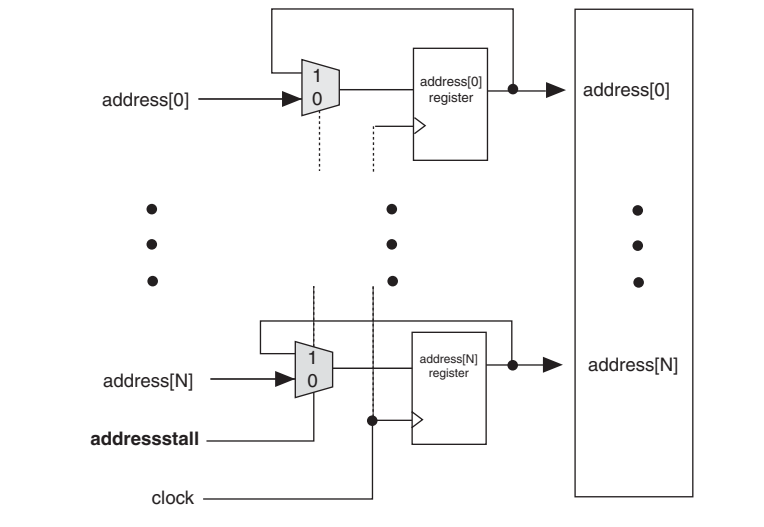 1
0
address[0]
address[0]
register
address[0]
1
0
address[N]
address[N]
register
address[N]
addressstall
clock